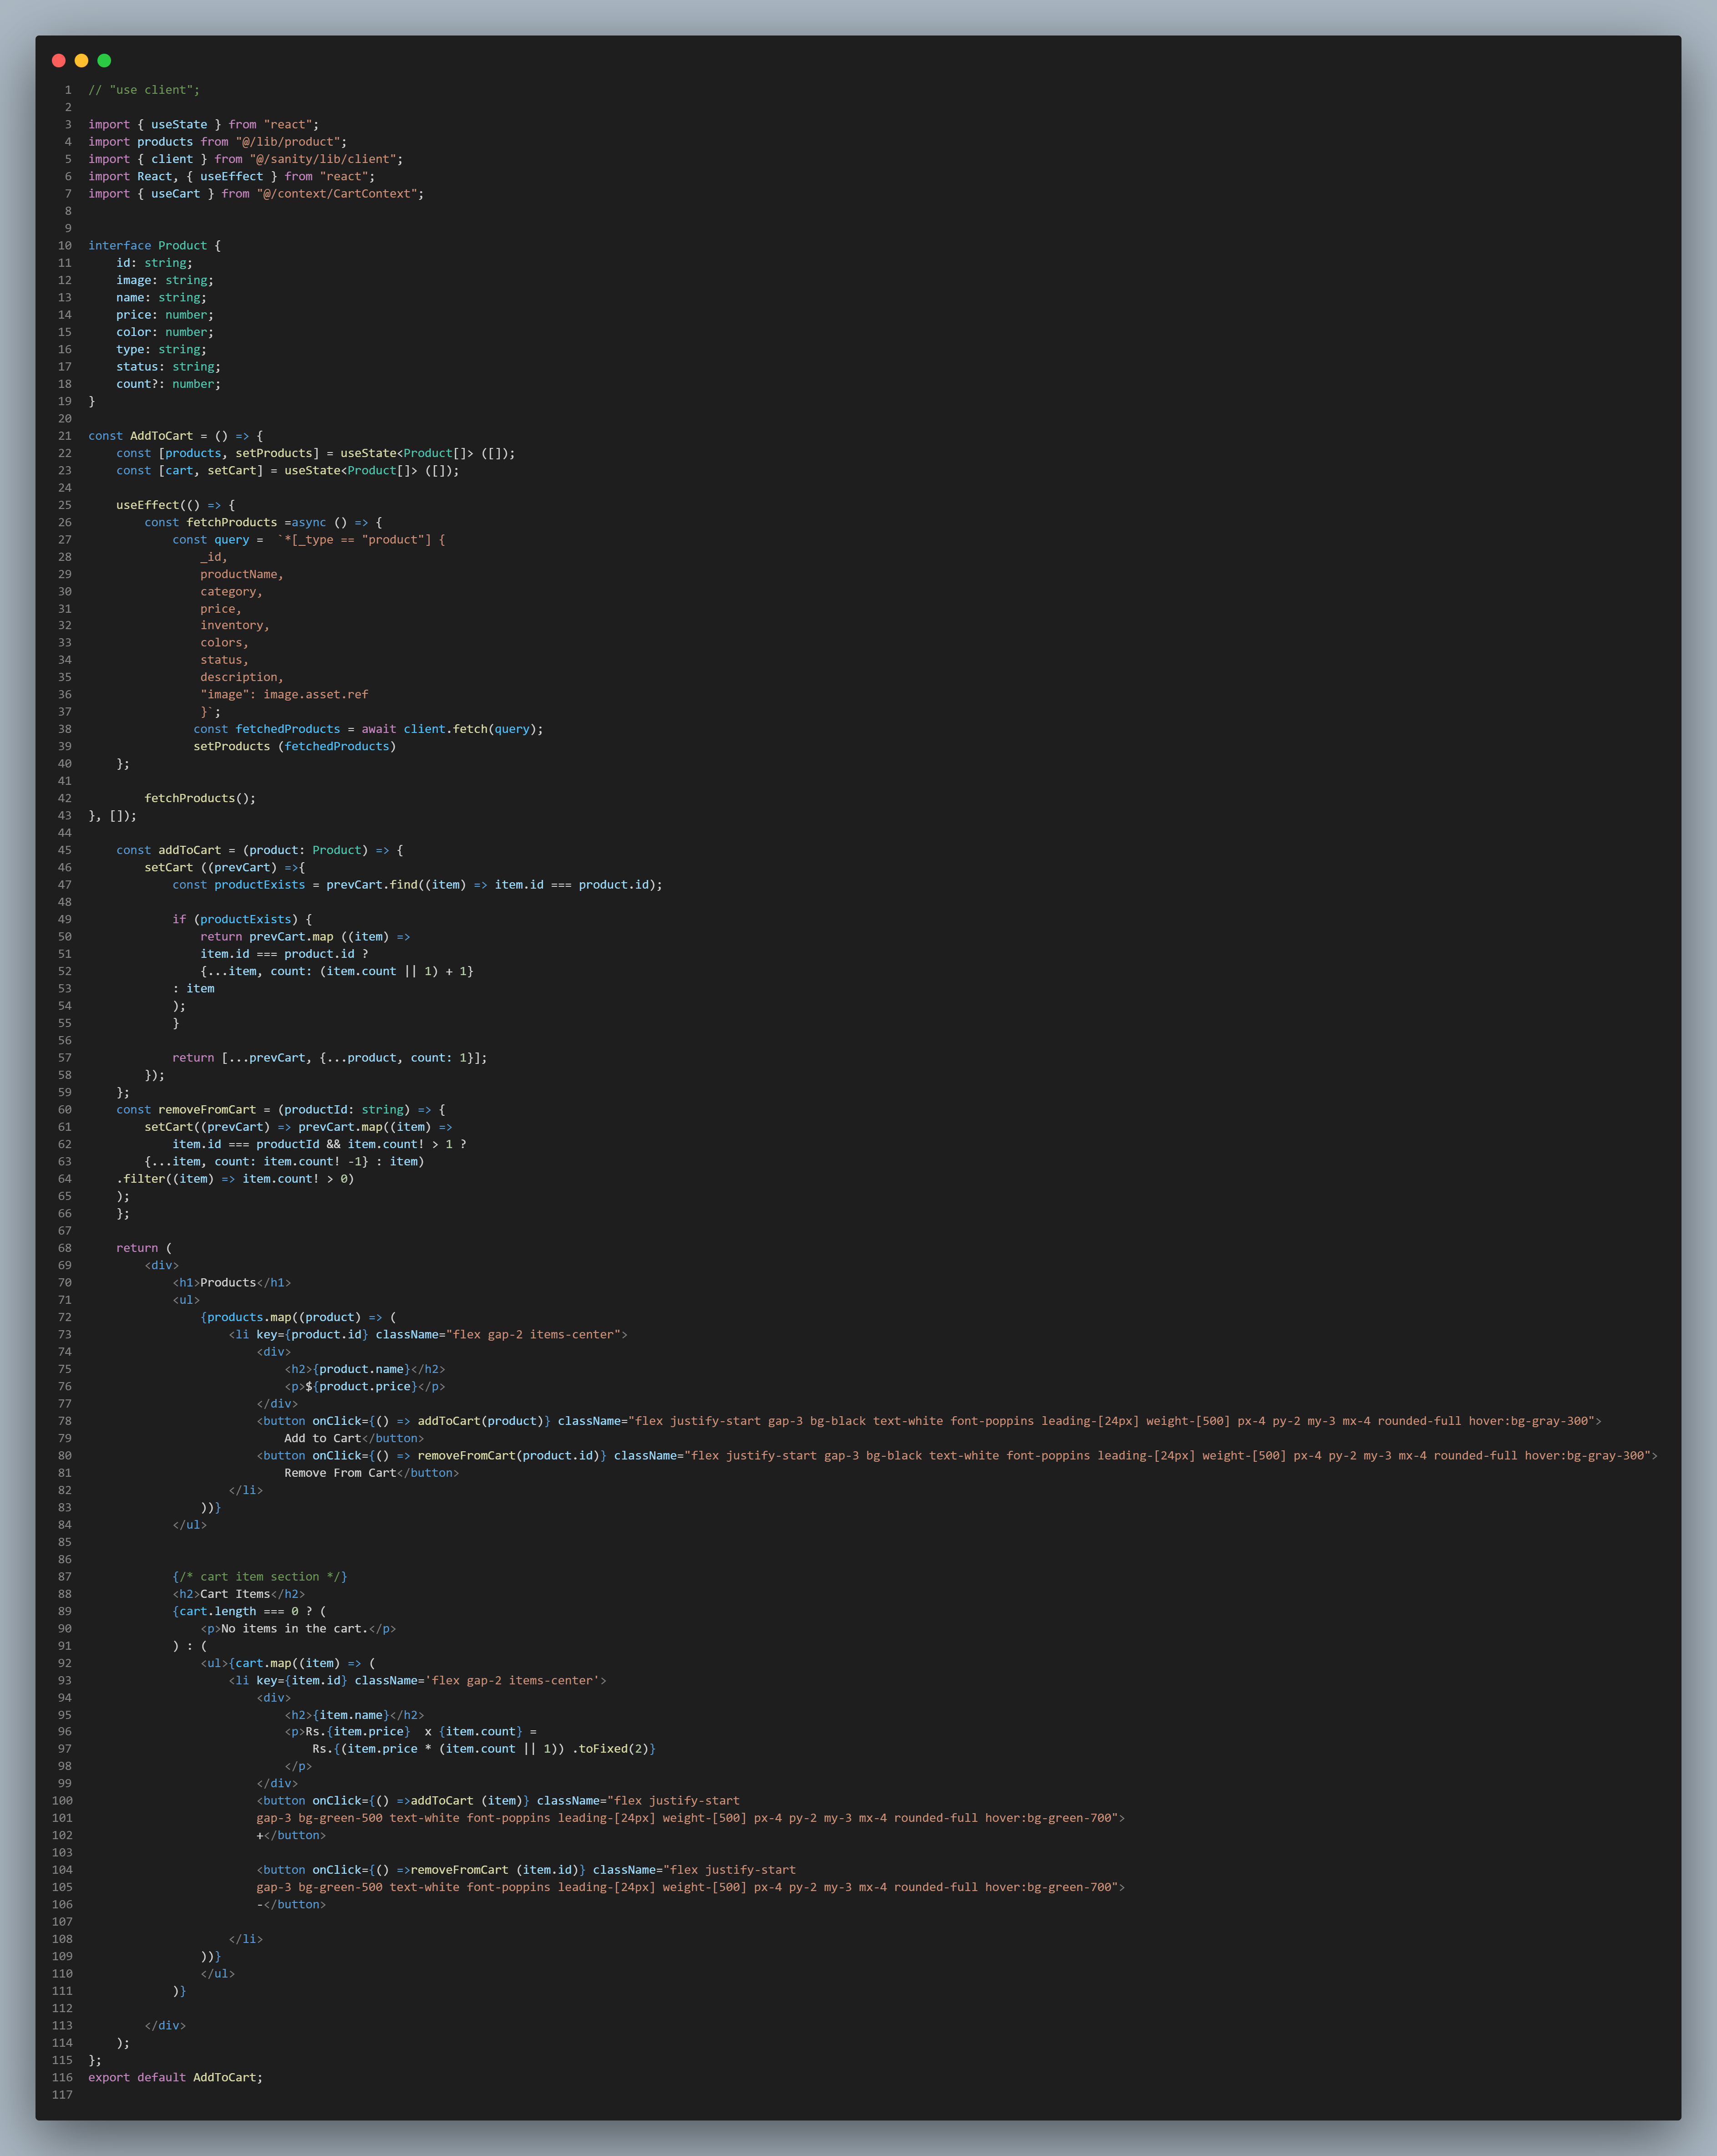 1 // "use client";
2
3 import { useState } from "react";
4 import products from "@/lib/product";
5 import { client } from "@/sanity/lib/client";
6 import React, { useEffect } from "react";
7 import { useCart } from "@/context/CartContext";
8
9
10 interface Product {
11     id: string;
12     image: string;
13     name: string;
14     price: number;
15     color: number;
16     type: string;
17     status: string;
18     count?: number;
19 }
20
21 const AddToCart = () => {
22     const [products, setProducts] = useState<Product[]> ([]);
23     const [cart, setCart] = useState<Product[]> ([]);
24
25     useEffect(() => {
26         const fetchProducts =async () => {
27             const query =  `*[_type == "product"] {
28                 _id,
29                 productName,
30                 category,
31                 price,
32                 inventory,
33                 colors,
34                 status,
35                 description,
36                 "image": image.asset.ref
37                 }`;
38                const fetchedProducts = await client.fetch(query);
39                setProducts (fetchedProducts)
40     };
41
42         fetchProducts();
43 }, []);
44
45     const addToCart = (product: Product) => {
46         setCart ((prevCart) =>{
47             const productExists = prevCart.find((item) => item.id === product.id);
48
49             if (productExists) {
50                 return prevCart.map ((item) =>
51                 item.id === product.id ?
52                 {...item, count: (item.count || 1) + 1}
53             : item
54             );
55             }
56
57             return [...prevCart, {...product, count: 1}];
58         });
59     };
60     const removeFromCart = (productId: string) => {
61         setCart((prevCart) => prevCart.map((item) =>
62             item.id === productId && item.count! > 1 ?
63         {...item, count: item.count! -1} : item)
64     .filter((item) => item.count! > 0)
65     );
66     };
67
68     return (
69         <div>
70             <h1>Products</h1>
71             <ul>
72                 {products.map((product) => (
73                     <li key={product.id} className="flex gap-2 items-center">
74                         <div>
75                             <h2>{product.name}</h2>
76                             <p>${product.price}</p>
77                         </div>
78                         <button onClick={() => addToCart(product)} className="flex justify-start gap-3 bg-black text-white font-poppins leading-[24px] weight-[500] px-4 py-2 my-3 mx-4 rounded-full hover:bg-gray-300">
79                             Add to Cart</button>
80                         <button onClick={() => removeFromCart(product.id)} className="flex justify-start gap-3 bg-black text-white font-poppins leading-[24px] weight-[500] px-4 py-2 my-3 mx-4 rounded-full hover:bg-gray-300">
81                             Remove From Cart</button>
82                     </li>
83                 ))}
84             </ul>
85
86
87             {/* cart item section */}
88             <h2>Cart Items</h2>
89             {cart.length === 0 ? (
90                 <p>No items in the cart.</p>
91             ) : (
92                 <ul>{cart.map((item) => (
93                     <li key={item.id} className='flex gap-2 items-center'>
94                         <div>
95                             <h2>{item.name}</h2>
96                             <p>Rs.{item.price}  x {item.count} =
97                                 Rs.{(item.price * (item.count || 1)) .toFixed(2)}
98                             </p>
99                         </div>
100                         <button onClick={() =>addToCart (item)} className="flex justify-start
101                         gap-3 bg-green-500 text-white font-poppins leading-[24px] weight-[500] px-4 py-2 my-3 mx-4 rounded-full hover:bg-green-700">
102                         +</button>
103
104                         <button onClick={() =>removeFromCart (item.id)} className="flex justify-start
105                         gap-3 bg-green-500 text-white font-poppins leading-[24px] weight-[500] px-4 py-2 my-3 mx-4 rounded-full hover:bg-green-700">
106                         -</button>
107
108                     </li>
109                 ))}
110                 </ul>
111             )}
112
113         </div>
114     );
115 };
116 export default AddToCart;
117